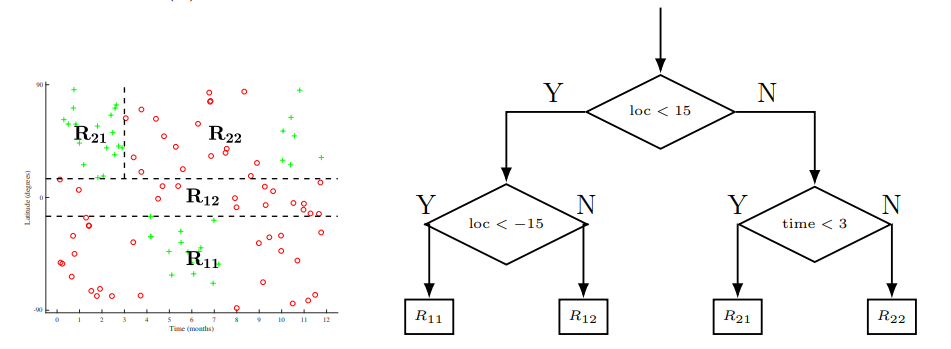 90
0
-90
Latitude (degrees)
0 1 2 3 4 5 6 7 8 9 10 11 12
Time (months)
R21
R22
R12
R11
loc < 15
Y
N
loc < −15
Y
N
time < 3
Y
N
R11
R12
R21
R22